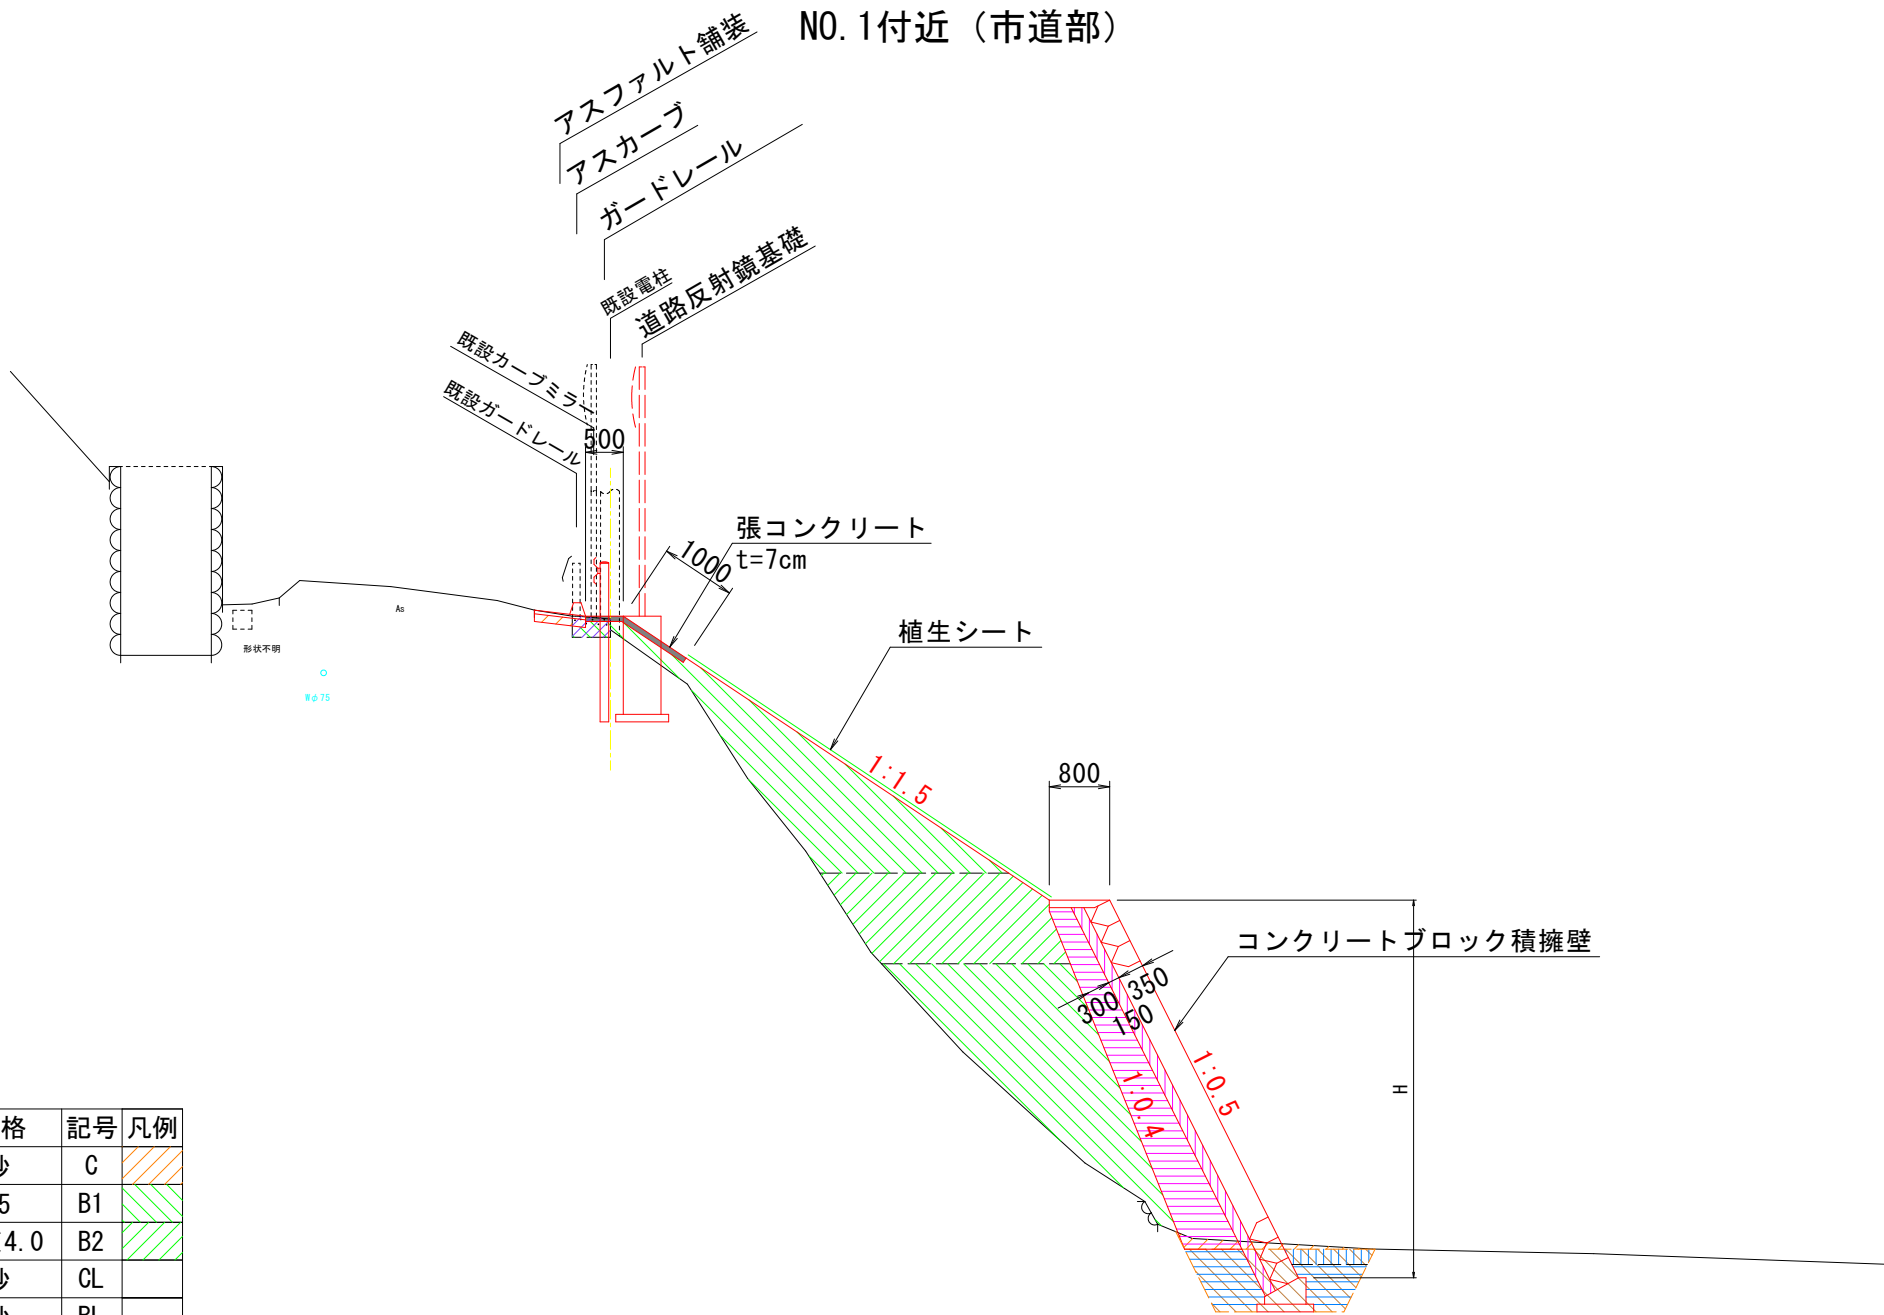 NO.1付近（市道部）
アスファルト舗装
アスカーブ
ガードレール
既設電柱
道路反射鏡基礎
既設カーブミラー
既設ガードレール
500
張コンクリート
t=7cm
1000
As
形状不明
Wφ75
植生シート
1:1.5
800
コンクリートブロック積擁壁
350
300
150
1:0.5
1:0.4
H
格 記号 凡例
C
5 B1
4.0 B2
CL